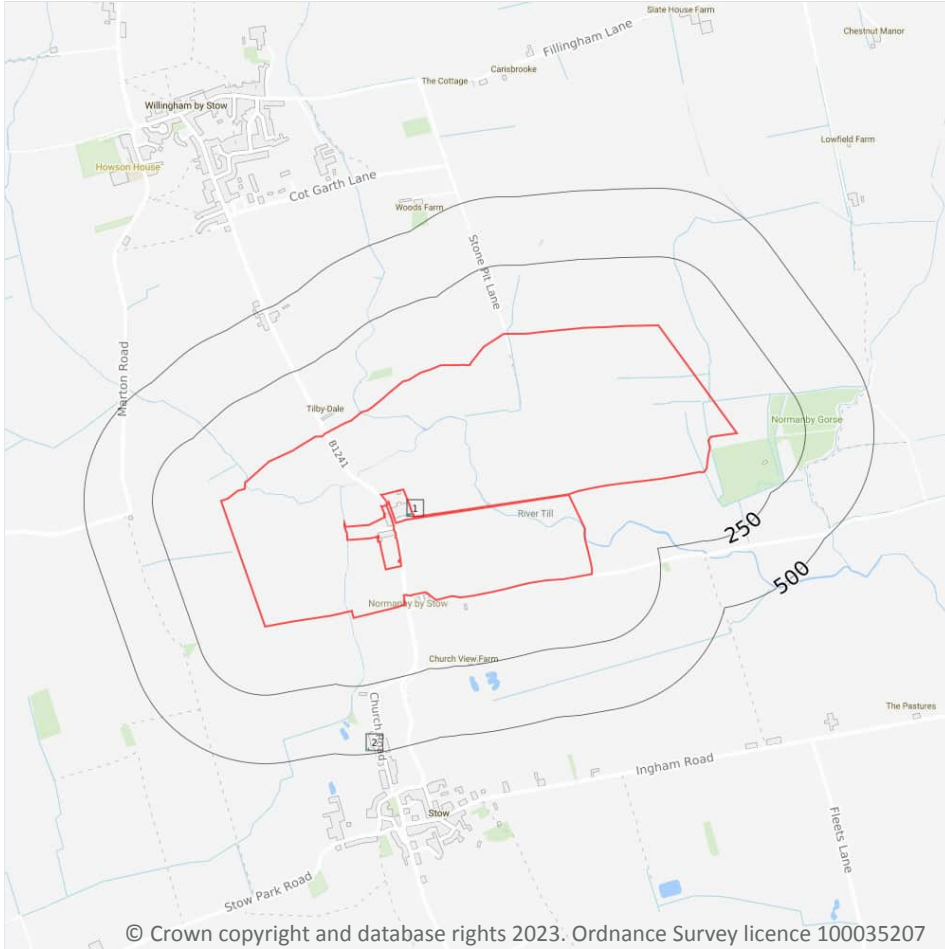 Slate House Farm
Chestnut Manor
Fillingham Lane
Carisbrooke
The Cottage
Willingham by Stow
Lowfield Farm
Howson House
Cot Garth Lane
Woods Farm
Stone Pit Lane
Marton Road
Tilby-Dale
Normanby Gorse
B1241
1
River Till
250
500
Normanby by Stow
Church View Farm
Church Road
The Pastures
2
Ingham Road
Stow
Fleets Lane
Stow Park Road
© Crown copyright and database rights 2023. Ordnance Survey licence 100035207